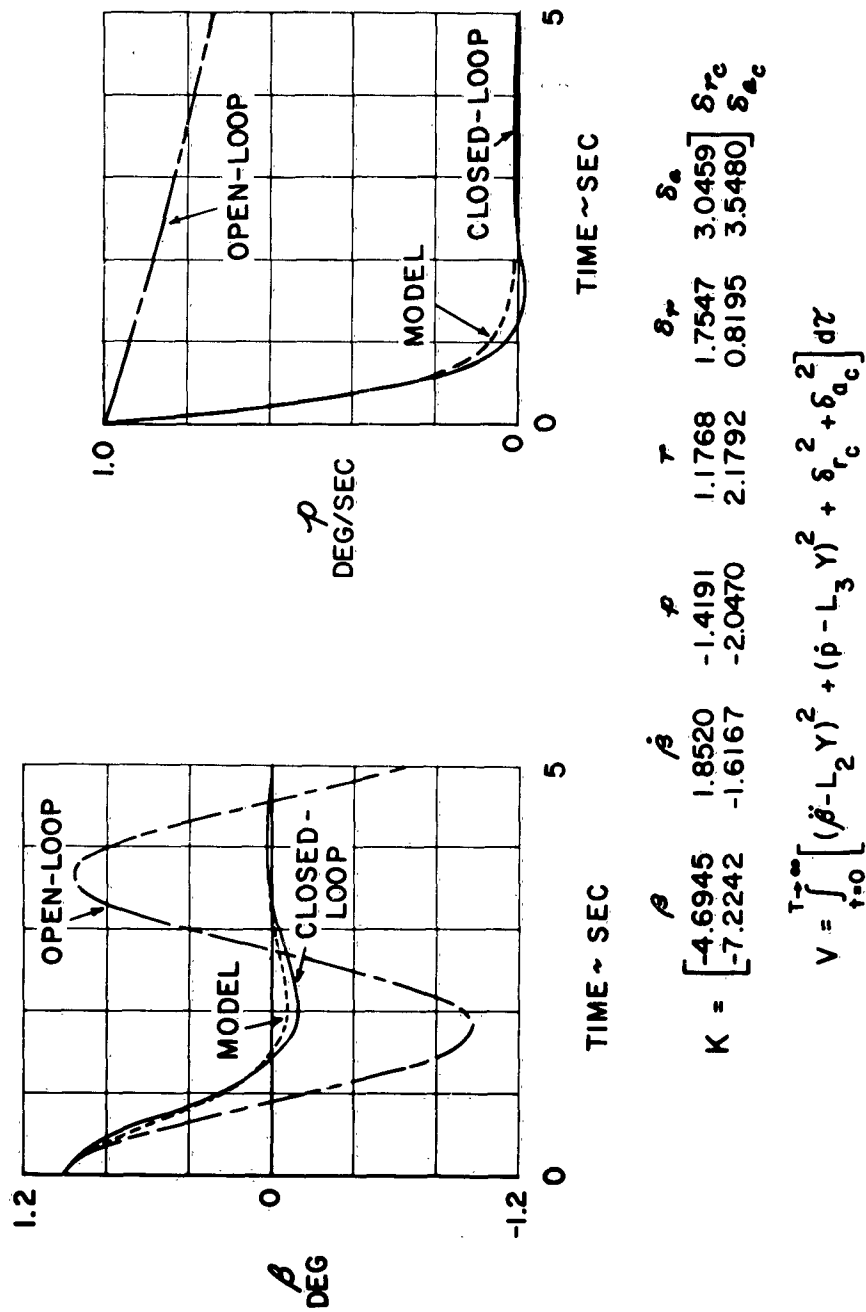 1.2
0
-1.2
β
DEG
OPEN-LOOP
MODEL
CLOSED-
LOOP
0
5
TIME ~ SEC
1.0
0
p
DEG/SEC
OPEN-LOOP
MODEL
CLOSED-LOOP
0
5
TIME ~ SEC
β β̇ p r δr δa
K = [-4.6945 1.8520 -1.4191 1.1768 1.7547 3.0459] δrc
[-7.2242 -1.6167 -2.0470 2.1792 0.8195 3.5480] δac
V = ∫ t=0 T→∞ [(β̈ - L2 Y)² + (ṗ - L3 Y)² + δrc² + δac²] dτ